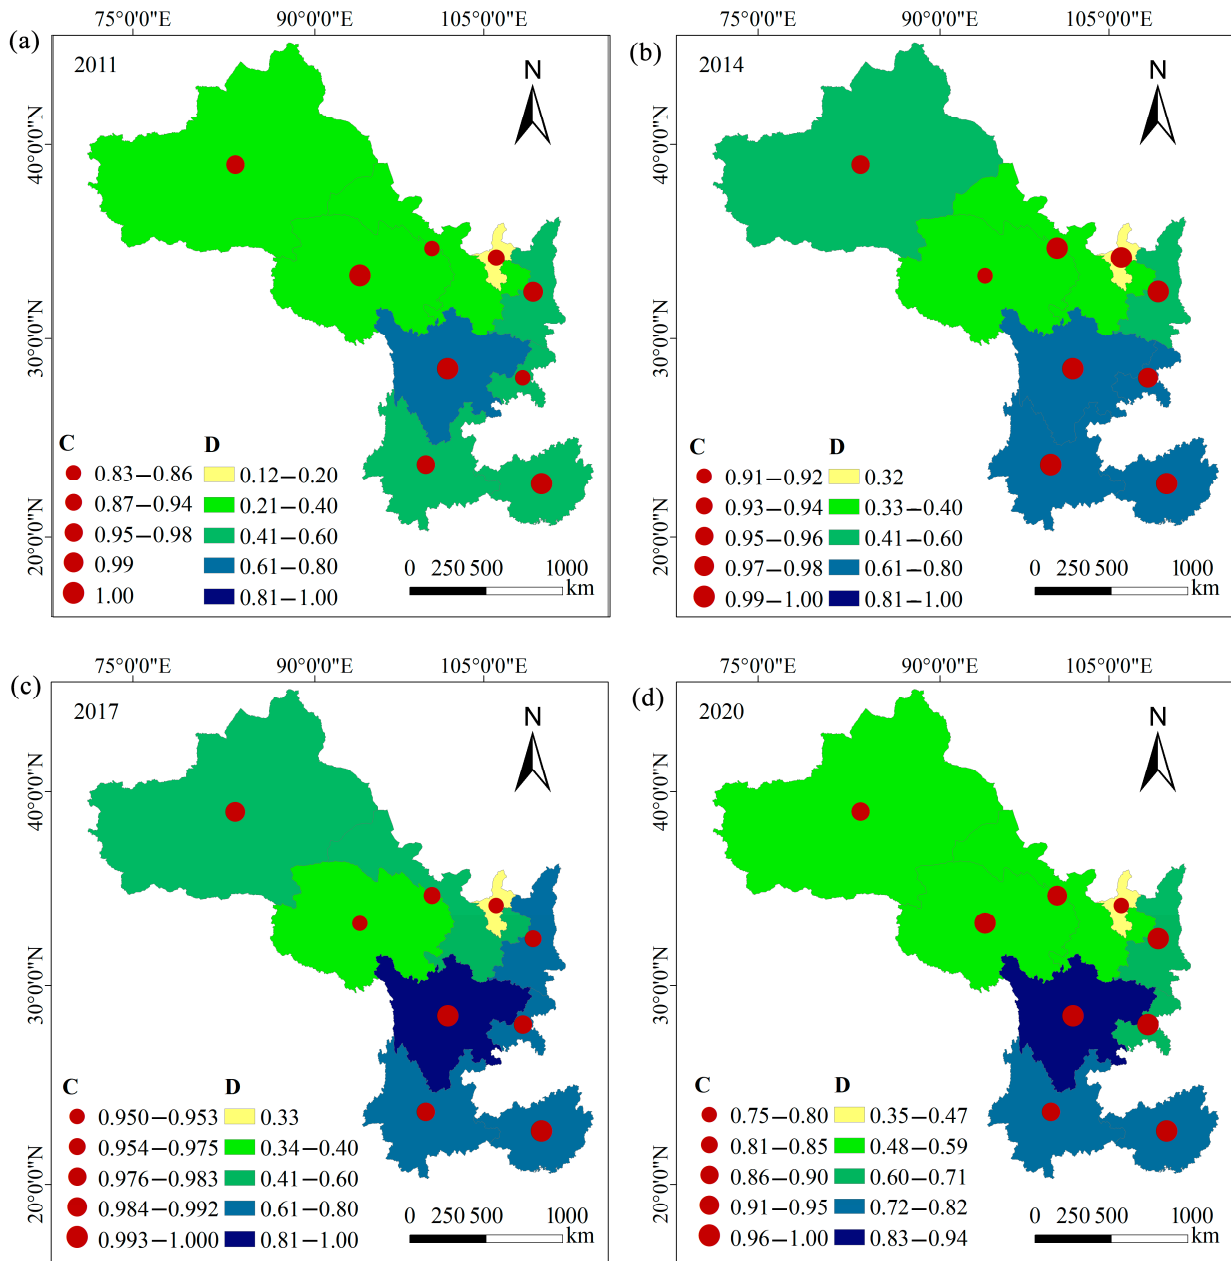 75°0'0"E 90°0'0"E 105°0'0"E
(a)
2011
N
40°0'0"N
30°0'0"N
20°0'0"N
C D
0.83—0.86 0.12—0.20
0.87—0.94 0.21—0.40
0.95—0.98 0.41—0.60
0.99 0.61—0.80
1.00 0.81—1.00
0 250 500 1000
km
75°0'0"E 90°0'0"E 105°0'0"E
(b)
2014
N
40°0'0"N
30°0'0"N
20°0'0"N
C D
0.91—0.92 0.32
0.93—0.94 0.33—0.40
0.95—0.96 0.41—0.60
0.97—0.98 0.61—0.80
0.99—1.00 0.81—1.00
0 250 500 1000
km
75°0'0"E 90°0'0"E 105°0'0"E
(c)
2017
N
40°0'0"N
30°0'0"N
20°0'0"N
C D
0.950—0.953 0.33
0.954—0.975 0.34—0.40
0.976—0.983 0.41—0.60
0.984—0.992 0.61—0.80
0.993—1.000 0.81—1.00
0 250 500 1000
km
75°0'0"E 90°0'0"E 105°0'0"E
(d)
2020
N
40°0'0"N
30°0'0"N
20°0'0"N
C D
0.75—0.80 0.35—0.47
0.81—0.85 0.48—0.59
0.86—0.90 0.60—0.71
0.91—0.95 0.72—0.82
0.96—1.00 0.83—0.94
0 250 500 1000
km